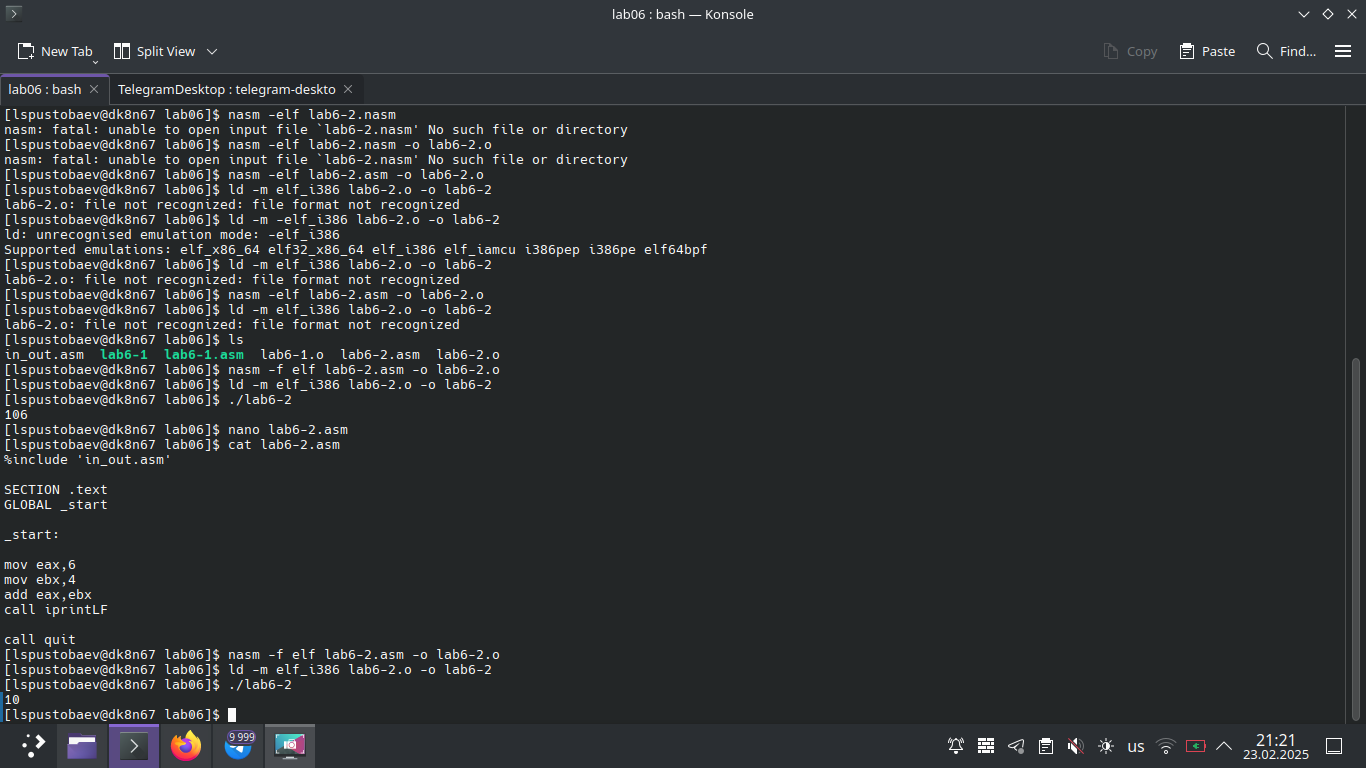 lab06 : bash — Konsole
New Tab
Split View
Copy
Paste
Find...
lab06 : bash
TelegramDesktop : telegram-deskto
[lspustobaev@dk8n67 lab06]$ nasm -elf lab6-2.nasm
nasm: fatal: unable to open input file `lab6-2.nasm' No such file or directory
[lspustobaev@dk8n67 lab06]$ nasm -elf lab6-2.nasm -o lab6-2.o
nasm: fatal: unable to open input file `lab6-2.nasm' No such file or directory
[lspustobaev@dk8n67 lab06]$ nasm -elf lab6-2.asm -o lab6-2.o
[lspustobaev@dk8n67 lab06]$ ld -m elf_i386 lab6-2.o -o lab6-2
lab6-2.o: file not recognized: file format not recognized
[lspustobaev@dk8n67 lab06]$ ld -m -elf_i386 lab6-2.o -o lab6-2
ld: unrecognised emulation mode: -elf_i386
Supported emulations: elf_x86_64 elf32_x86_64 elf_i386 elf_iamcu i386pep i386pe elf64bpf
[lspustobaev@dk8n67 lab06]$ ld -m elf_i386 lab6-2.o -o lab6-2
lab6-2.o: file not recognized: file format not recognized
[lspustobaev@dk8n67 lab06]$ nasm -elf lab6-2.asm -o lab6-2.o
[lspustobaev@dk8n67 lab06]$ ld -m elf_i386 lab6-2.o -o lab6-2
lab6-2.o: file not recognized: file format not recognized
[lspustobaev@dk8n67 lab06]$ ls
in_out.asm  lab6-1  lab6-1.asm  lab6-1.o  lab6-2.asm  lab6-2.o
[lspustobaev@dk8n67 lab06]$ nasm -f elf lab6-2.asm -o lab6-2.o
[lspustobaev@dk8n67 lab06]$ ld -m elf_i386 lab6-2.o -o lab6-2
[lspustobaev@dk8n67 lab06]$ ./lab6-2
106
[lspustobaev@dk8n67 lab06]$ nano lab6-2.asm
[lspustobaev@dk8n67 lab06]$ cat lab6-2.asm
%include 'in_out.asm'
SECTION .text
GLOBAL _start
_start:
mov eax,6
mov ebx,4
add eax,ebx
call iprintLF
call quit
[lspustobaev@dk8n67 lab06]$ nasm -f elf lab6-2.asm -o lab6-2.o
[lspustobaev@dk8n67 lab06]$ ld -m elf_i386 lab6-2.o -o lab6-2
[lspustobaev@dk8n67 lab06]$ ./lab6-2
10
[lspustobaev@dk8n67 lab06]$
9 999
us
21:21
23.02.2025